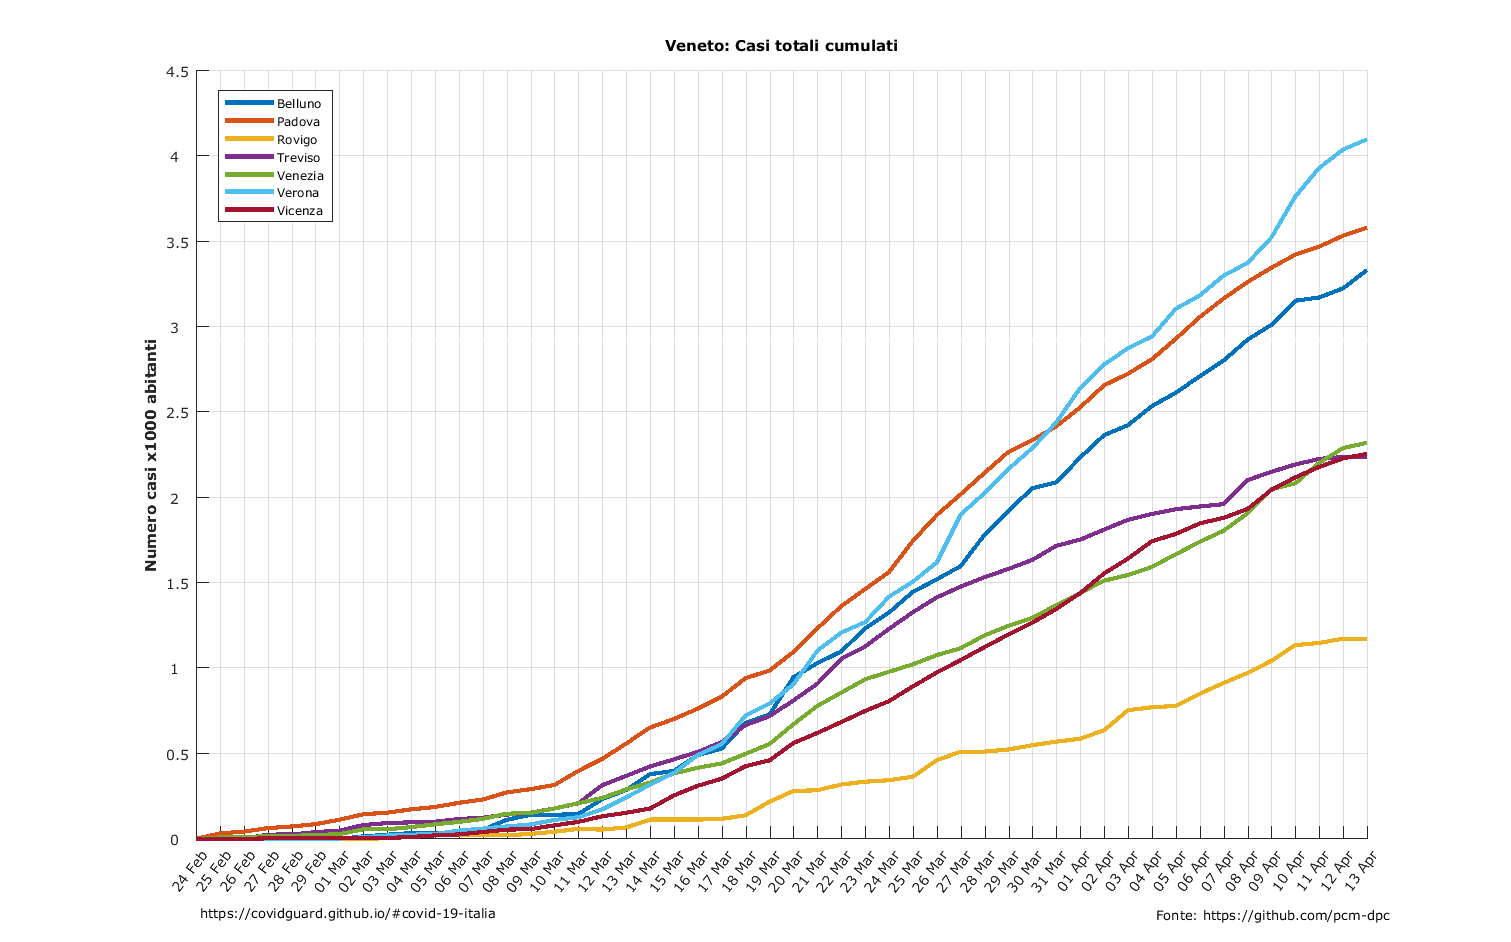 Veneto: Casi totali cumulati
Numero casi x1000 abitanti
4.5
4
3.5
3
2.5
2
1.5
1
0.5
0
Belluno
Padova
Rovigo
Treviso
Venezia
Verona
Vicenza
24 Feb
25 Feb
26 Feb
27 Feb
28 Feb
29 Feb
01 Mar
02 Mar
03 Mar
04 Mar
05 Mar
06 Mar
07 Mar
08 Mar
09 Mar
10 Mar
11 Mar
12 Mar
13 Mar
14 Mar
15 Mar
16 Mar
17 Mar
18 Mar
19 Mar
20 Mar
21 Mar
22 Mar
23 Mar
24 Mar
25 Mar
26 Mar
27 Mar
28 Mar
29 Mar
30 Mar
31 Mar
01 Apr
02 Apr
03 Apr
04 Apr
05 Apr
06 Apr
07 Apr
08 Apr
09 Apr
10 Apr
11 Apr
12 Apr
13 Apr
https://covidguard.github.io/#covid-19-italia
Fonte: https://github.com/pcm-dpc